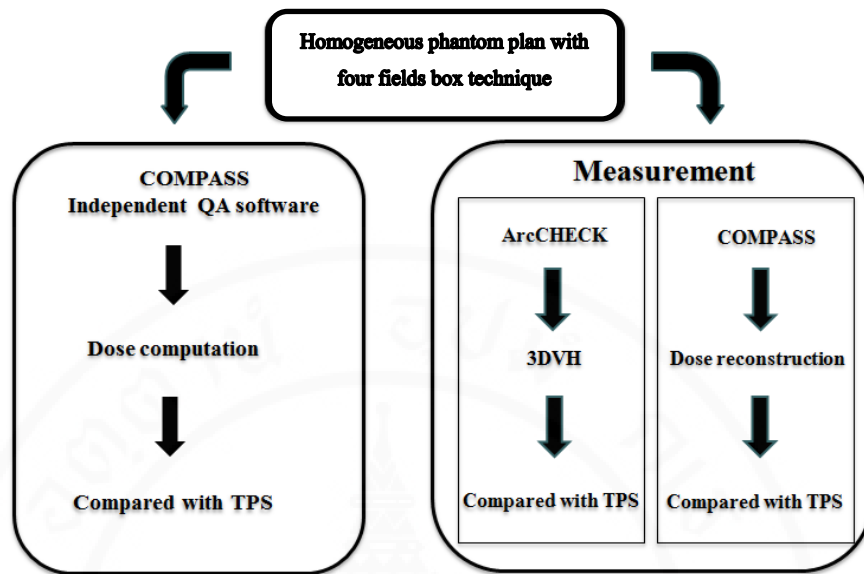 Homogeneous phantom plan with
four fields box technique
COMPASS
Independent QA software
Dose computation
Compared with TPS
Measurement
ArcCHECK
3DVH
Compared with TPS
COMPASS
Dose reconstruction
Compared with TPS